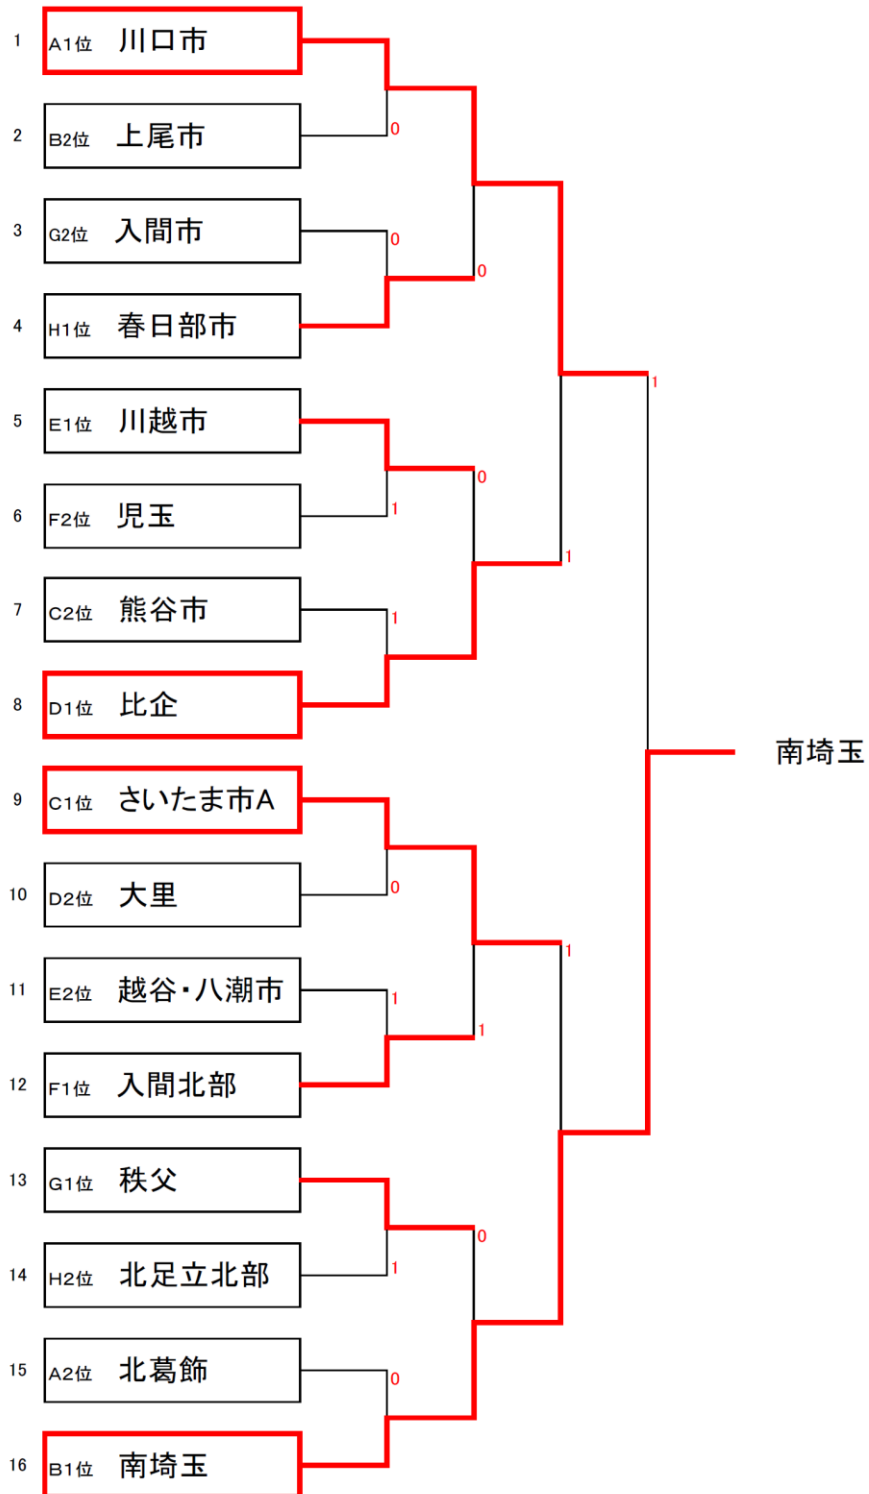 1 A1位 川口市
2 B2位 上尾市
0
3 G2位 入間市
0
0
4 H1位 春日部市
1
5 E1位 川越市
0
6 F2位 児玉
1
1
7 C2位 熊谷市
1
8 D1位 比企
南埼玉
9 C1位 さいたま市A
10 D2位 大里
0
1
11 E2位 越谷・八潮市
1
1
12 F1位 入間北部
13 G1位 秩父
0
14 H2位 北足立北部
1
15 A2位 北葛飾
0
16 B1位 南埼玉